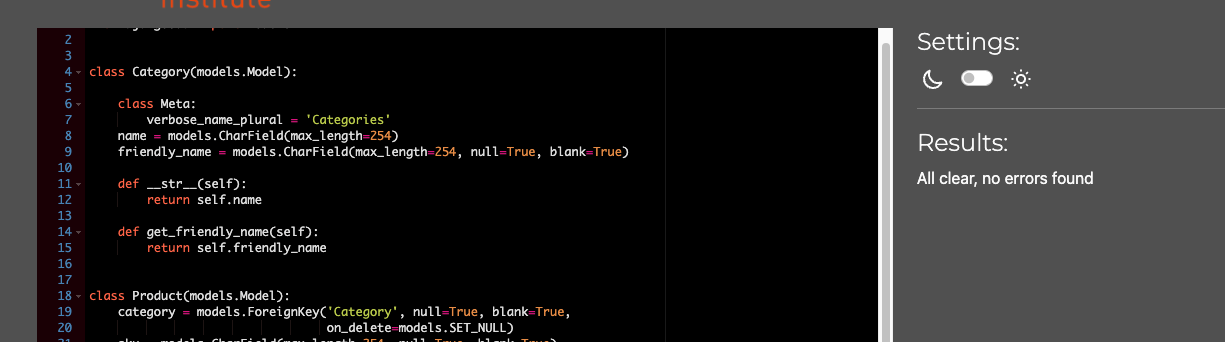 Institute
2
3
4 class Category(models.Model):
5
6 class Meta:
7 verbose_name_plural = 'Categories'
8 name = models.CharField(max_length=254)
9 friendly_name = models.CharField(max_length=254, null=True, blank=True)
10
11 def __str__(self):
12 return self.name
13
14 def get_friendly_name(self):
15 return self.friendly_name
16
17
18 class Product(models.Model):
19 category = models.ForeignKey('Category', null=True, blank=True,
20 on_delete=models.SET_NULL)
Settings:
Results:
All clear, no errors found